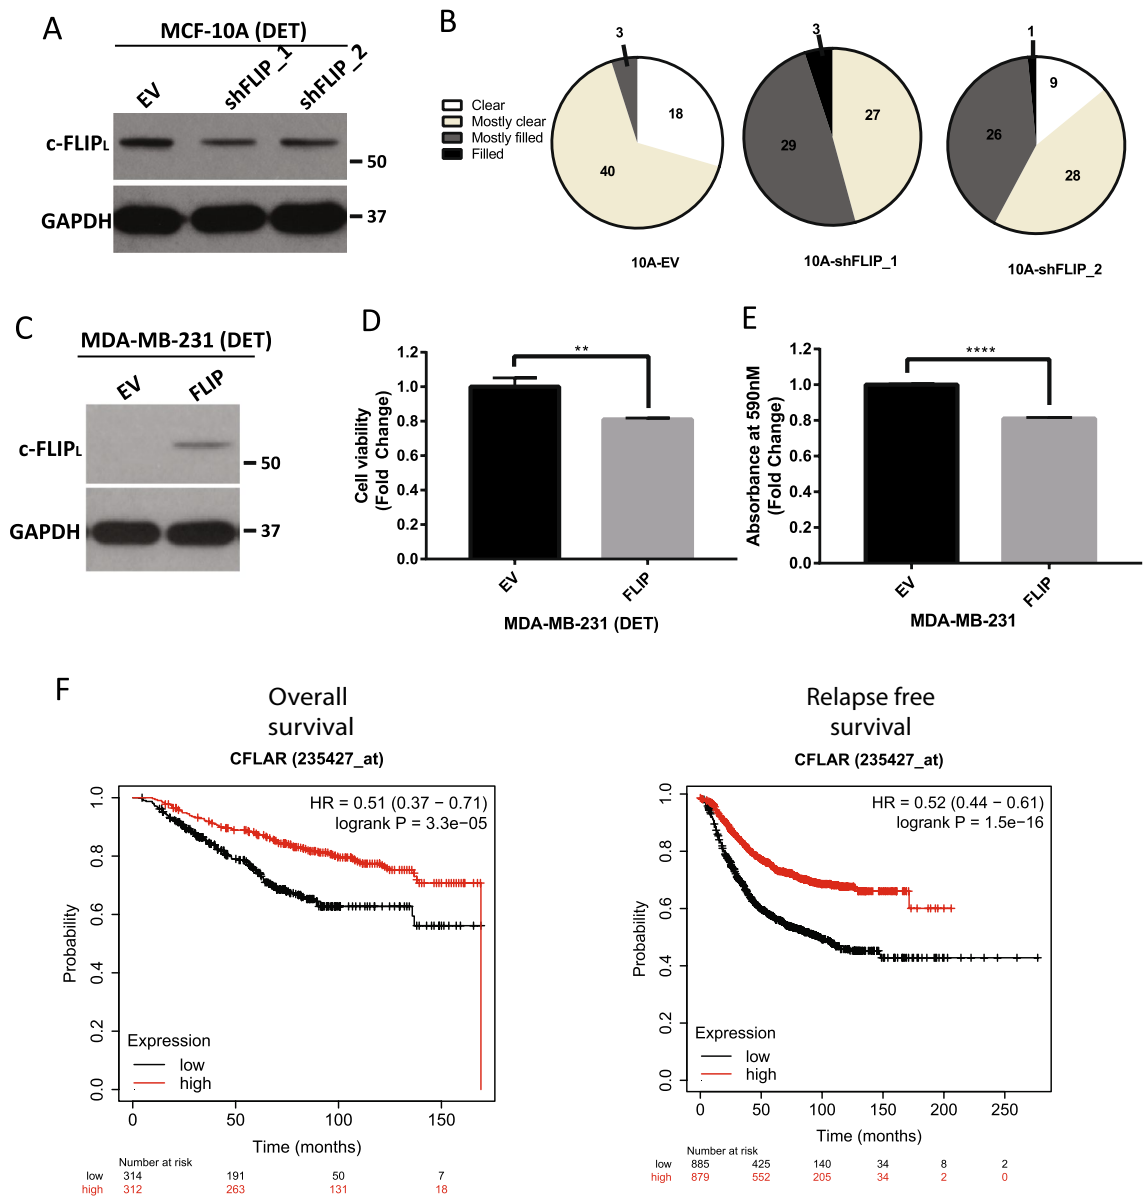 A
MCF-10A (DET)
EV
shFLIP_1
shFLIP_2
c-FLIPL
50
GAPDH
37
B
Clear
Mostly clear
Mostly filled
Filled
3
18
40
10A-EV
3
27
29
10A-shFLIP_1
1
9
26
28
10A-shFLIP_2
C
MDA-MB-231 (DET)
EV
FLIP
c-FLIPL
50
GAPDH
37
D
Cell viability
(Fold Change)
1.2
1.0
0.8
0.6
0.4
0.2
0.0
**
EV
FLIP
MDA-MB-231 (DET)
E
Absorbance at 590nM
(Fold Change)
1.2
1.0
0.8
0.6
0.4
0.2
0.0
****
EV
FLIP
MDA-MB-231
F
Overall
survival
CFLAR (235427_at)
HR = 0.51 (0.37 − 0.71)
logrank P = 3.3e−05
Probability
1.0
0.8
0.6
0.4
0.2
0.0
Expression
low
high
0 50 100 150
Time (months)
Number at risk
low 314 191 50 7
high 312 263 131 18
Relapse free
survival
CFLAR (235427_at)
HR = 0.52 (0.44 − 0.61)
logrank P = 1.5e−16
Probability
1.0
0.8
0.6
0.4
0.2
0.0
Expression
low
high
0 50 100 150 200 250
Time (months)
Number at risk
low 885 425 140 34 8 2
high 879 552 205 34 2 0